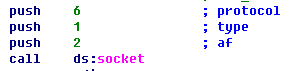 push    6               ; protocol
push    1               ; type
push    2               ; af
call    ds:socket